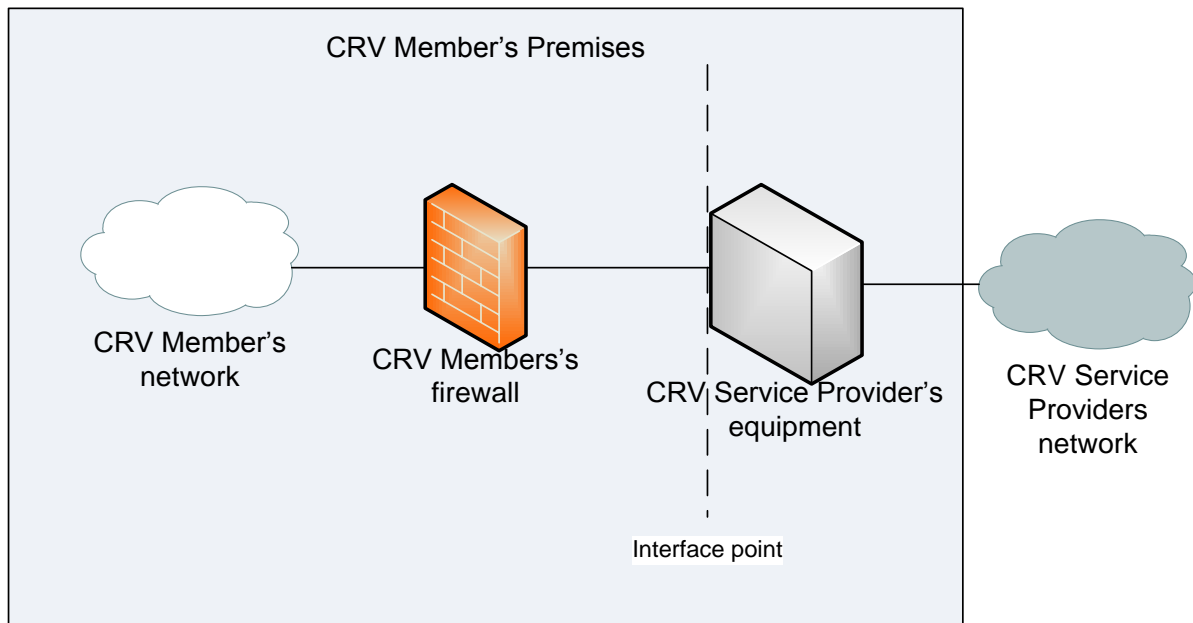 CRV Member’s Premises
CRV Member’s
network
CRV Members’s
firewall
CRV Service Provider’s
equipment
CRV Service
Providers
network
Interface point